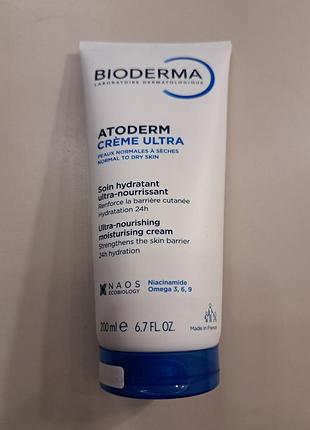 BIODERMA
LABORATOIRE DERMATOLOGIQUE
ATODERM
CRÈME ULTRA
PEAUX NORMALES À SÈCHES
NORMAL TO DRY SKIN
Soin hydratant
ultra-nourrissant
Renforce la barrière cutanée
Hydratation 24h
Ultra-nourishing
moisturising cream
Strengthens the skin barrier
24h hydration
NAOS
ECOBIOLOGY
Niacinamide
Omega 3, 6, 9
200 ml ℮ 6.7 FL. OZ.
Made in France